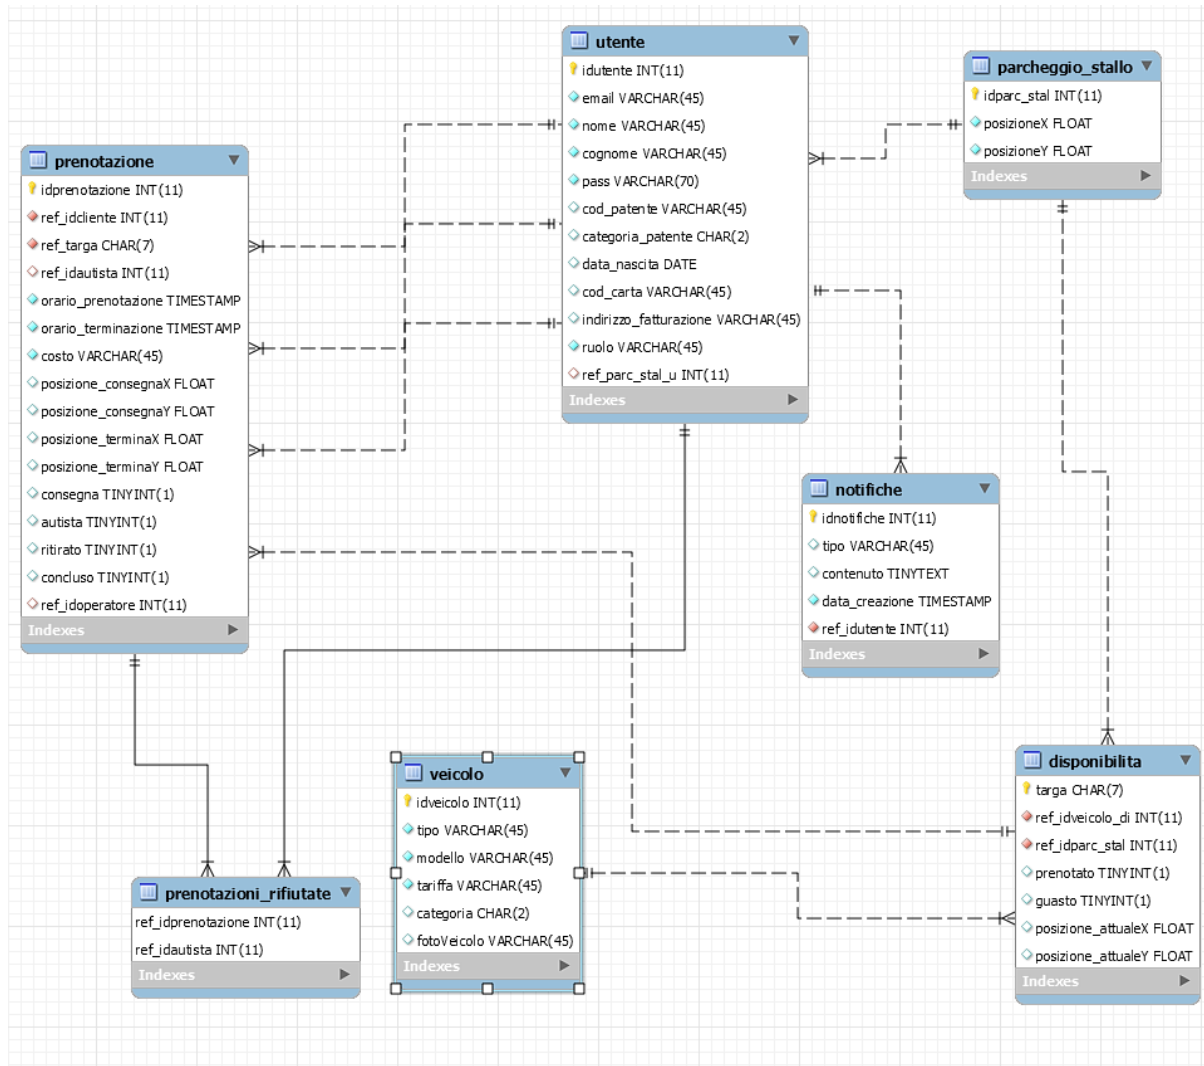 utente
idutente INT(11)
email VARCHAR(45)
nome VARCHAR(45)
cognome VARCHAR(45)
pass VARCHAR(70)
cod_patente VARCHAR(45)
categoria_patente CHAR(2)
data_nascita DATE
cod_carta VARCHAR(45)
indirizzo_fatturazione VARCHAR(45)
ruolo VARCHAR(45)
ref_parc_stal_u INT(11)
Indexes
parcheggio_stallo
idparc_stal INT(11)
posizioneX FLOAT
posizioneY FLOAT
Indexes
prenotazione
idprenotazione INT(11)
ref_idcliente INT(11)
ref_targa CHAR(7)
ref_idautista INT(11)
orario_prenotazione TIMESTAMP
orario_terminazione TIMESTAMP
costo VARCHAR(45)
posizione_consegnaX FLOAT
posizione_consegnaY FLOAT
posizione_terminaX FLOAT
posizione_terminaY FLOAT
consegna TINYINT(1)
autista TINYINT(1)
ritirato TINYINT(1)
concluso TINYINT(1)
ref_idoperatore INT(11)
Indexes
notifiche
idnotifiche INT(11)
tipo VARCHAR(45)
contenuto TINYTEXT
data_creazione TIMESTAMP
ref_idutente INT(11)
Indexes
veicolo
idveicolo INT(11)
tipo VARCHAR(45)
modello VARCHAR(45)
tariffa VARCHAR(45)
categoria CHAR(2)
fotoVeicolo VARCHAR(45)
Indexes
disponibilita
targa CHAR(7)
ref_idveicolo_di INT(11)
ref_idparc_stal INT(11)
prenotato TINYINT(1)
guasto TINYINT(1)
posizione_attualeX FLOAT
posizione_attualeY FLOAT
Indexes
prenotazioni_rifiutate
ref_idprenotazione INT(11)
ref_idautista INT(11)
Indexes